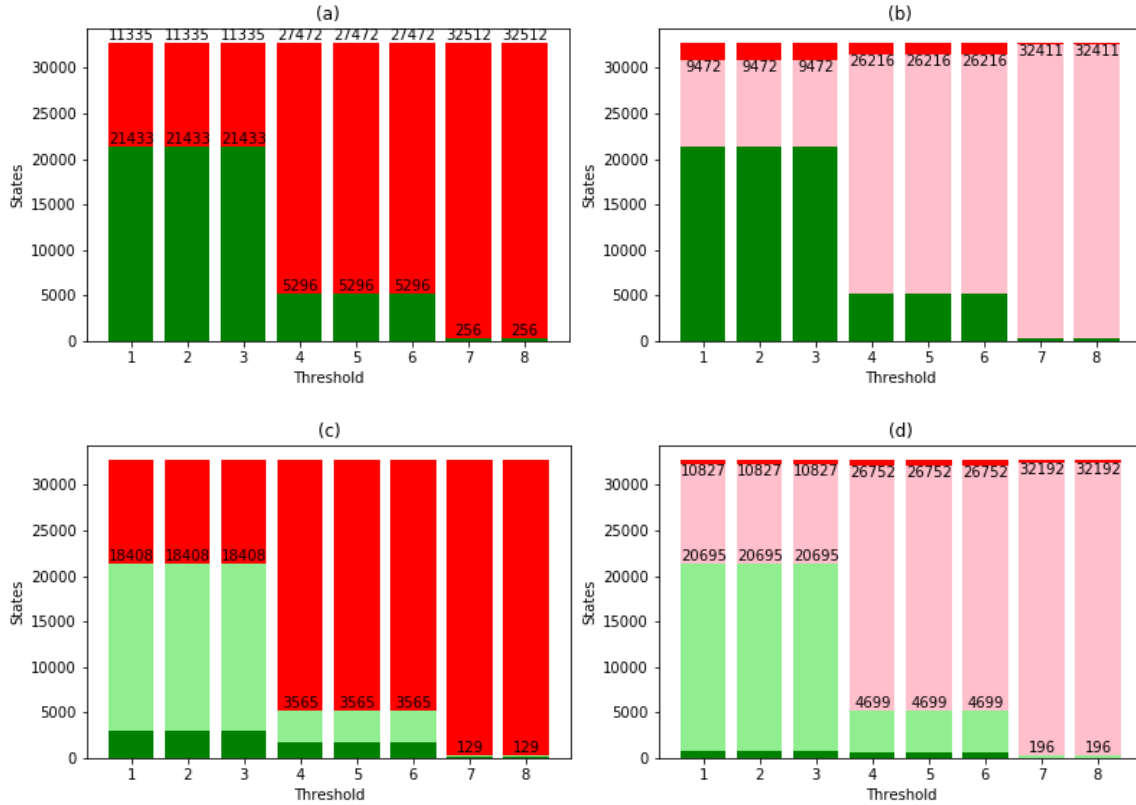 (a)
11335 11335 11335 27472 27472 27472 32512 32512
30000
25000
21433 21433 21433
20000
States
15000
10000
5296 5296 5296
5000
256 256
0
1 2 3 4 5 6 7 8
Threshold
(b)
32411 32411
30000
9472 9472 9472 26216 26216 26216
25000
20000
States
15000
10000
5000
0
1 2 3 4 5 6 7 8
Threshold
(c)
30000
25000
18408 18408 18408
20000
States
15000
10000
3565 3565 3565
5000
129 129
0
1 2 3 4 5 6 7 8
Threshold
(d)
10827 10827 10827 26752 26752 26752 32192 32192
30000
25000
20695 20695 20695
20000
States
15000
10000
4699 4699 4699
5000
196 196
0
1 2 3 4 5 6 7 8
Threshold